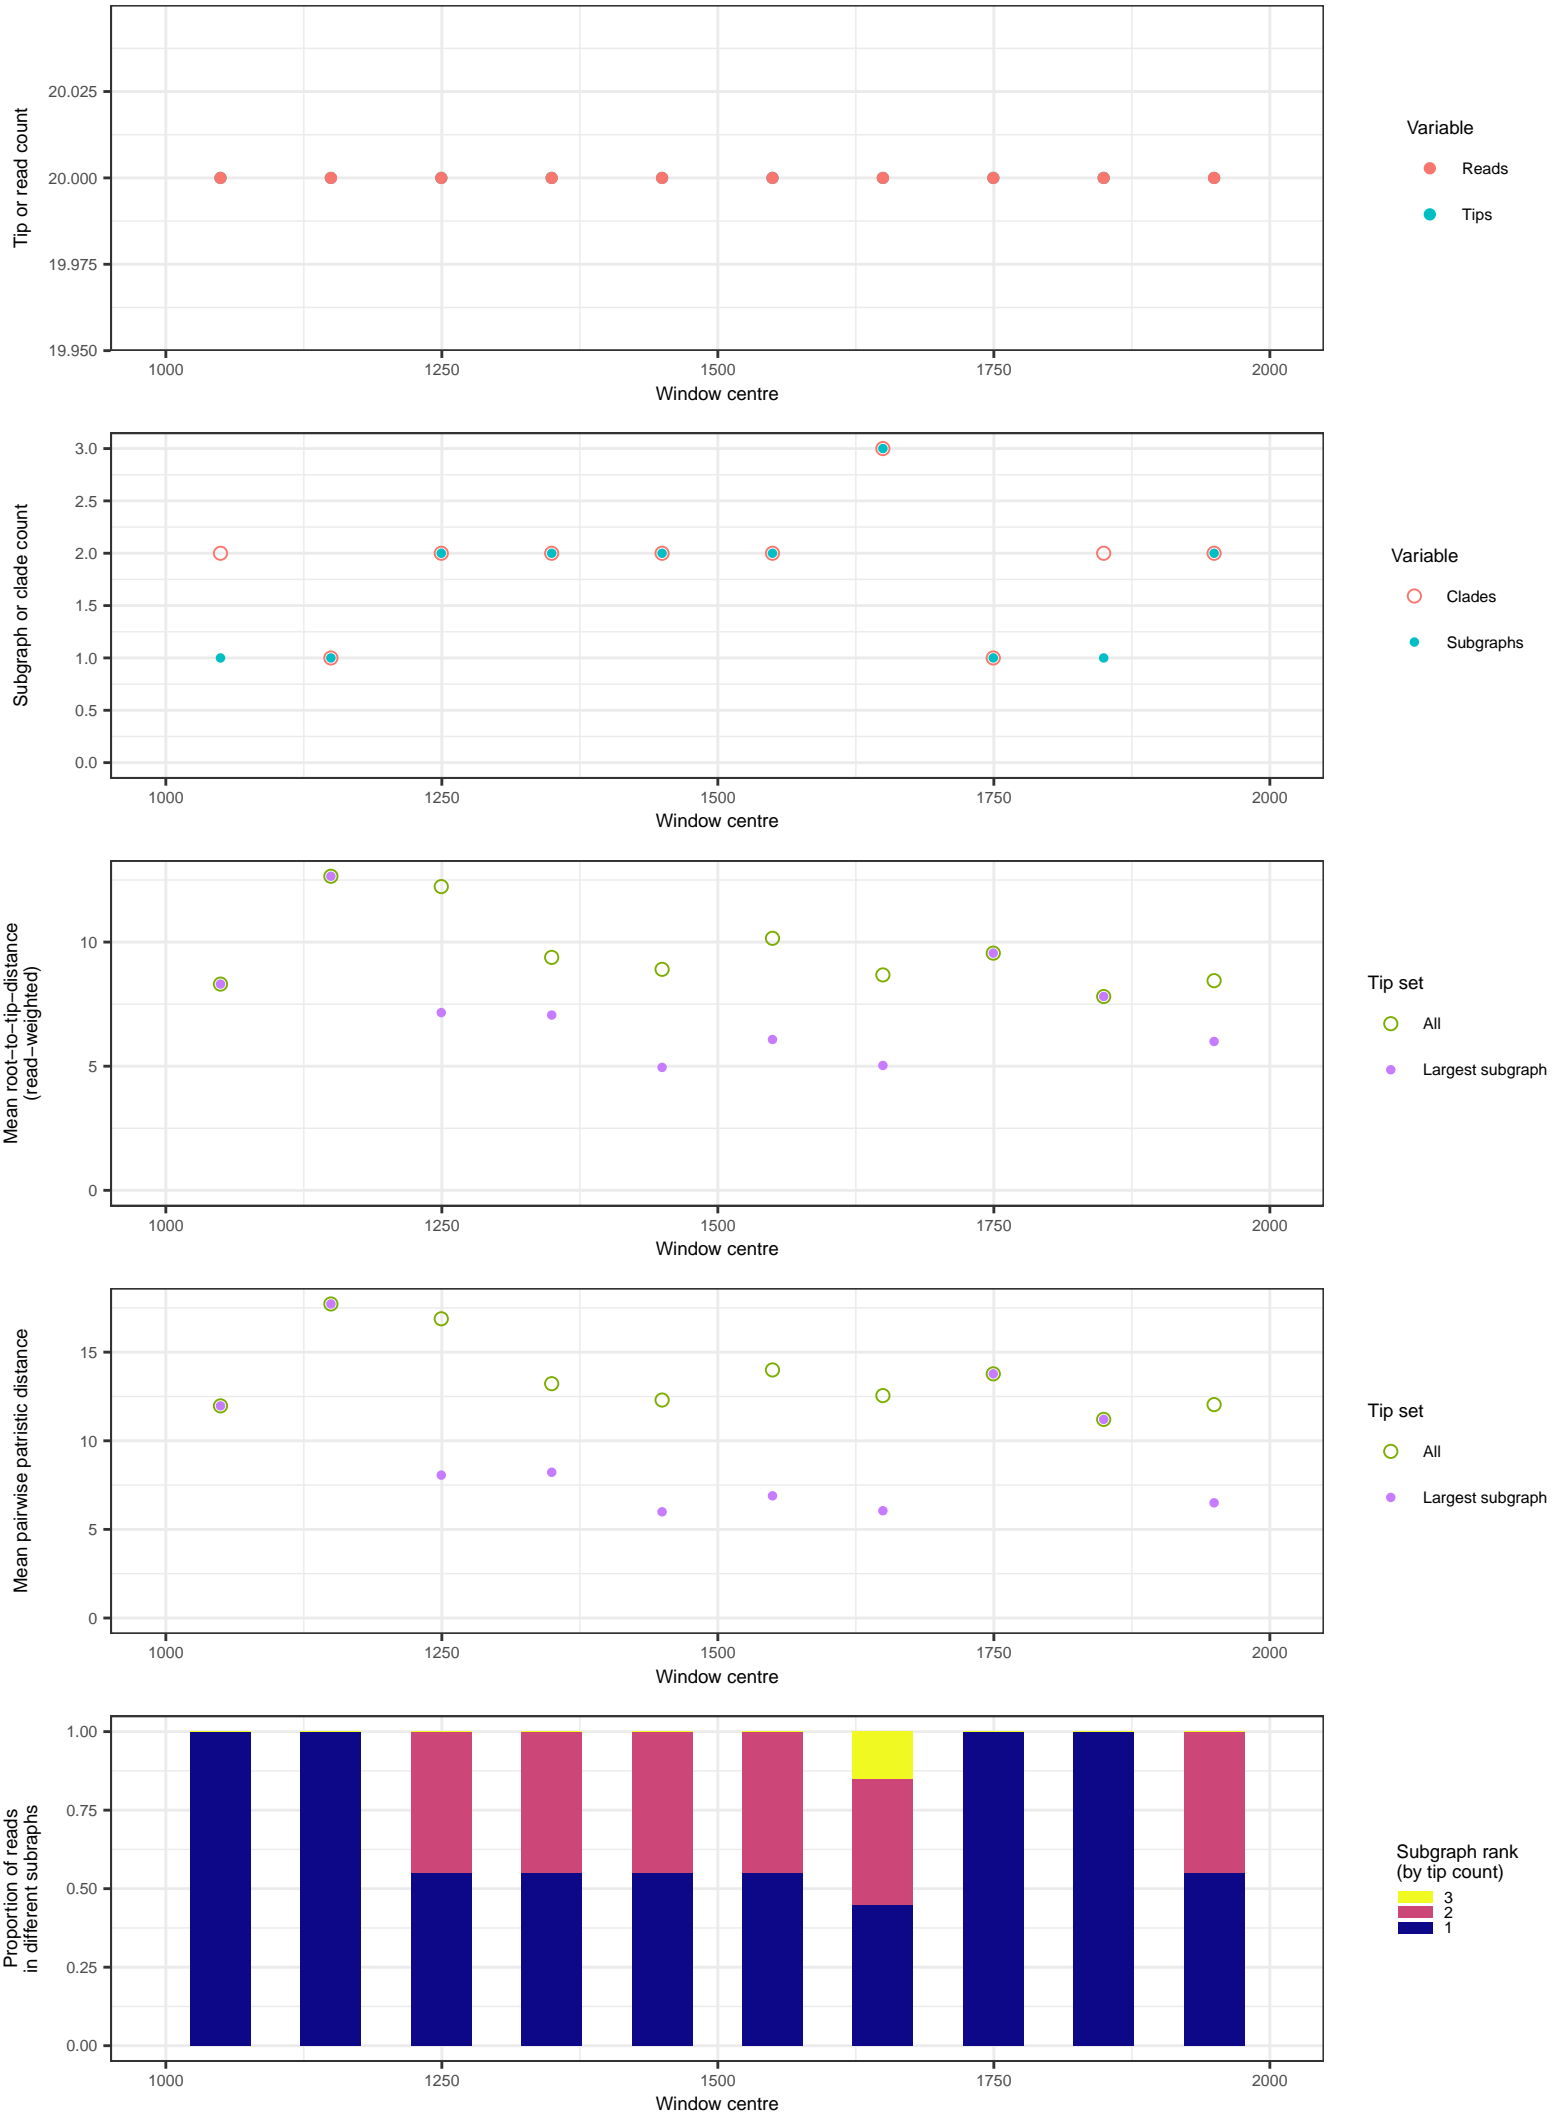 Tip or read count
20.025
20.000
19.975
19.950
1000 1250 1500 1750 2000
Window centre
Variable
Reads
Tips
Subgraph or clade count
3.0
2.5
2.0
1.5
1.0
0.5
0.0
1000 1250 1500 1750 2000
Window centre
Variable
Clades
Subgraphs
Mean root−to−tip−distance
(read−weighted)
10
5
0
1000 1250 1500 1750 2000
Window centre
Tip set
All
Largest subgraph
Mean pairwise patristic distance
15
10
5
0
1000 1250 1500 1750 2000
Window centre
Tip set
All
Largest subgraph
Proportion of reads
in different subraphs
1.00
0.75
0.50
0.25
0.00
1000 1250 1500 1750 2000
Window centre
Subgraph rank
(by tip count)
3
2
1